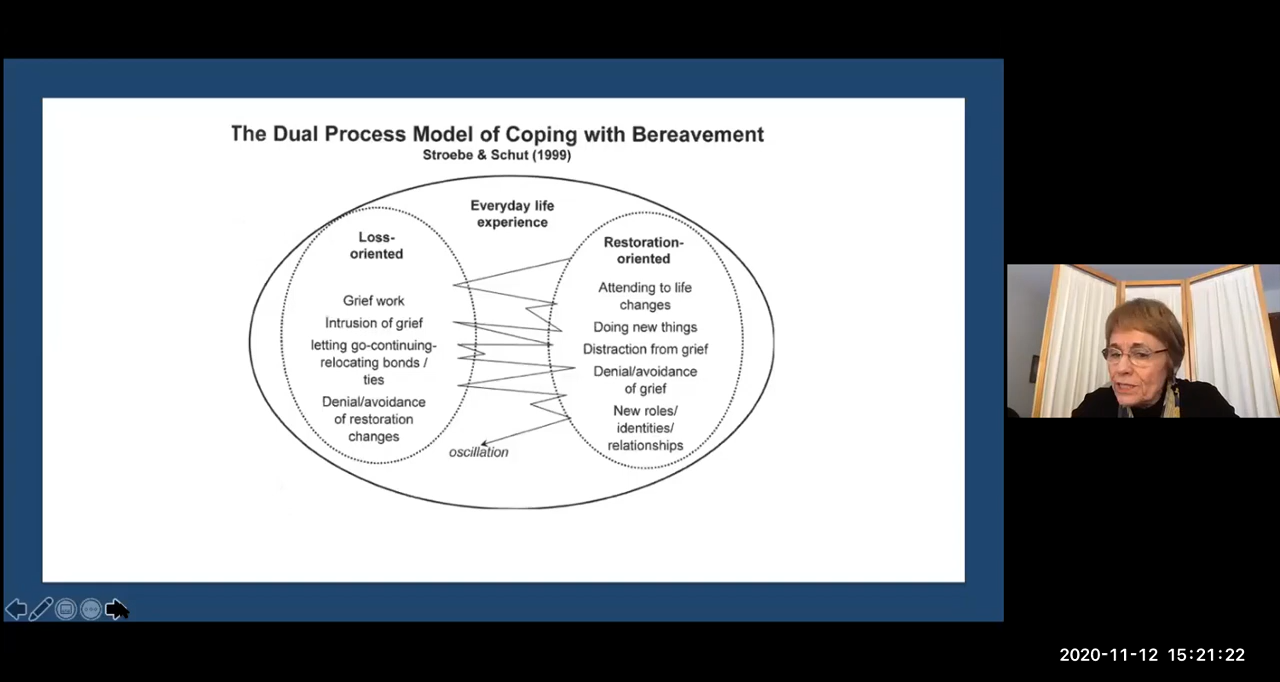 The Dual Process Model of Coping with Bereavement
Stroebe & Schut (1999)
Everyday life
experience
Loss-
oriented
Grief work
Intrusion of grief
letting go-continuing-
relocating bonds /
ties
Denial/avoidance
of restoration
changes
Restoration-
oriented
Attending to life
changes
Doing new things
Distraction from grief
Denial/avoidance
of grief
New roles/
identities/
relationships
oscillation
2020-11-12 15:21:22